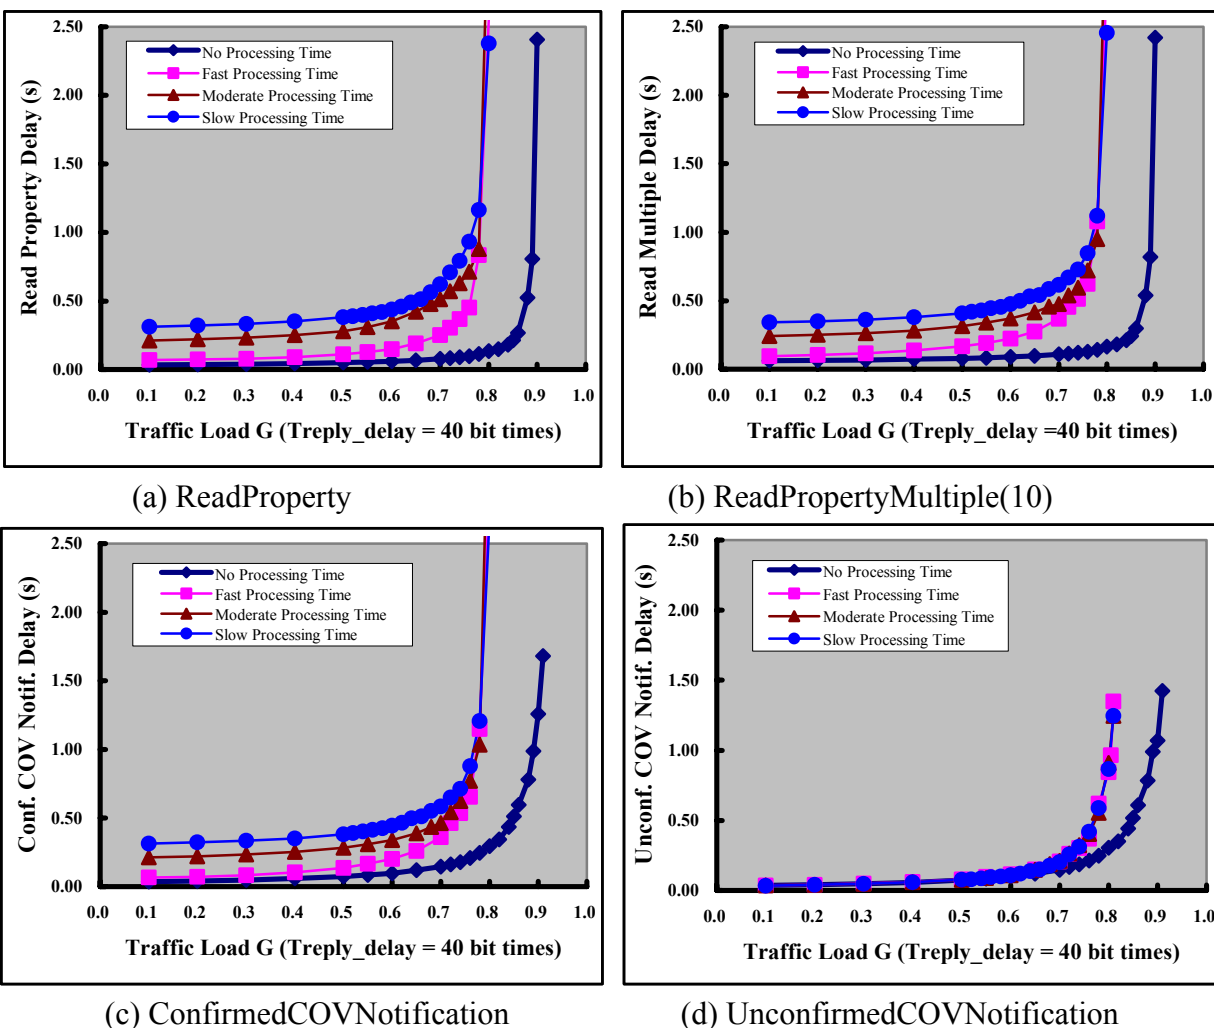 2.50
2.00
1.50
1.00
0.50
0.00
Read Property Delay (s)
No Processing Time
Fast Processing Time
Moderate Processing Time
Slow Processing Time
0.0 0.1 0.2 0.3 0.4 0.5 0.6 0.7 0.8 0.9 1.0
Traffic Load G (Treply_delay = 40 bit times)
(a) ReadProperty
2.50
2.00
1.50
1.00
0.50
0.00
Read Multiple Delay (s)
No Processing Time
Fast Processing Time
Moderate Processing Time
Slow Processing Time
0.0 0.1 0.2 0.3 0.4 0.5 0.6 0.7 0.8 0.9 1.0
Traffic Load G (Treply_delay =40 bit times)
(b) ReadPropertyMultiple(10)
2.50
2.00
1.50
1.00
0.50
0.00
Conf. COV Notif. Delay (s)
No Processing Time
Fast Processing Time
Moderate Processing Time
Slow Processing Time
0.0 0.1 0.2 0.3 0.4 0.5 0.6 0.7 0.8 0.9 1.0
Traffic Load G (Treply_delay = 40 bit times)
(c) ConfirmedCOVNotification
2.50
2.00
1.50
1.00
0.50
0.00
Unconf. COV Notif. Delay (s)
No Processing Time
Fast Processing Time
Moderate Processing Time
Slow Processing Time
0.0 0.1 0.2 0.3 0.4 0.5 0.6 0.7 0.8 0.9 1.0
Traffic Load G (Treply_delay = 40 bit times)
(d) UnconfirmedCOVNotification